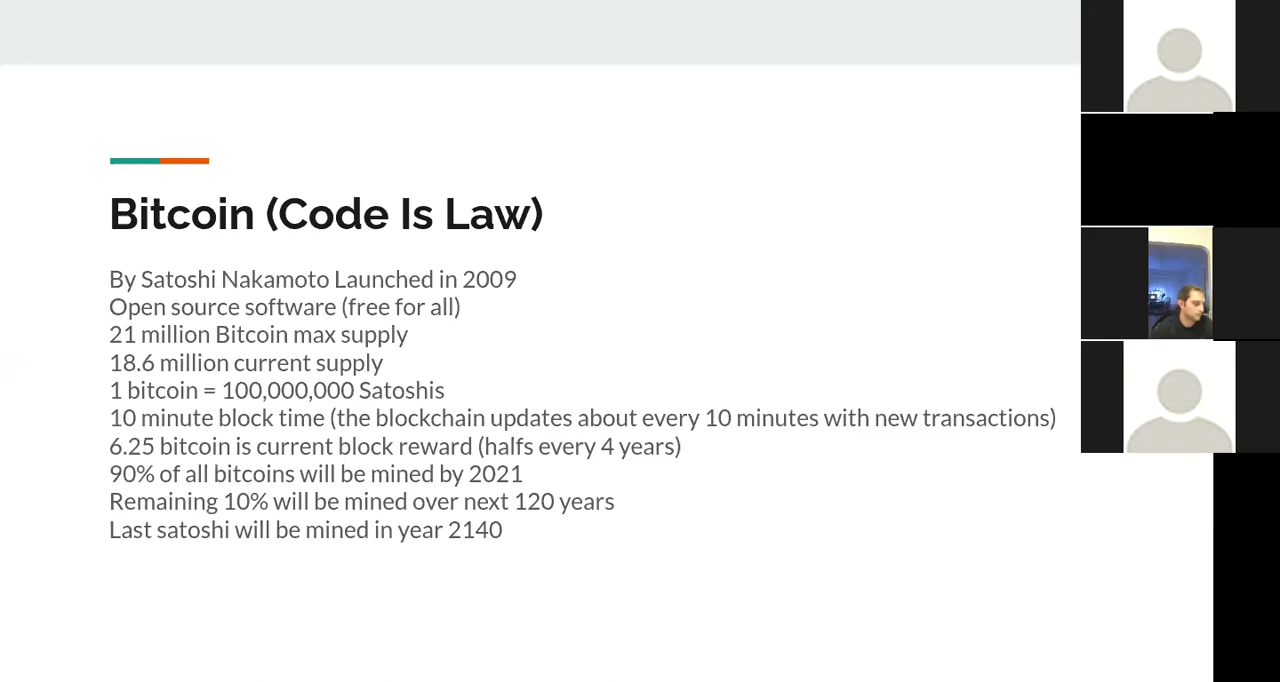 Bitcoin (Code Is Law)
By Satoshi Nakamoto Launched in 2009
Open source software (free for all)
21 million Bitcoin max supply
18.6 million current supply
1 bitcoin = 100,000,000 Satoshis
10 minute block time (the blockchain updates about every 10 minutes with new transactions)
6.25 bitcoin is current block reward (halfs every 4 years)
90% of all bitcoins will be mined by 2021
Remaining 10% will be mined over next 120 years
Last satoshi will be mined in year 2140